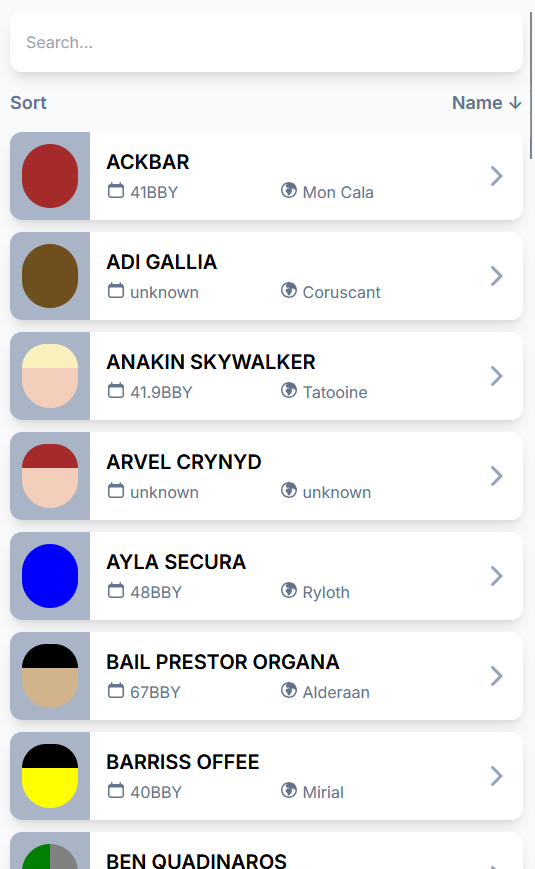 Search...
Sort Name ↓
ACKBAR
41BBY Mon Cala
ADI GALLIA
unknown Coruscant
ANAKIN SKYWALKER
41.9BBY Tatooine
ARVEL CRYNYD
unknown unknown
AYLA SECURA
48BBY Ryloth
BAIL PRESTOR ORGANA
67BBY Alderaan
BARRISS OFFEE
40BBY Mirial
BEN QUADINAROS